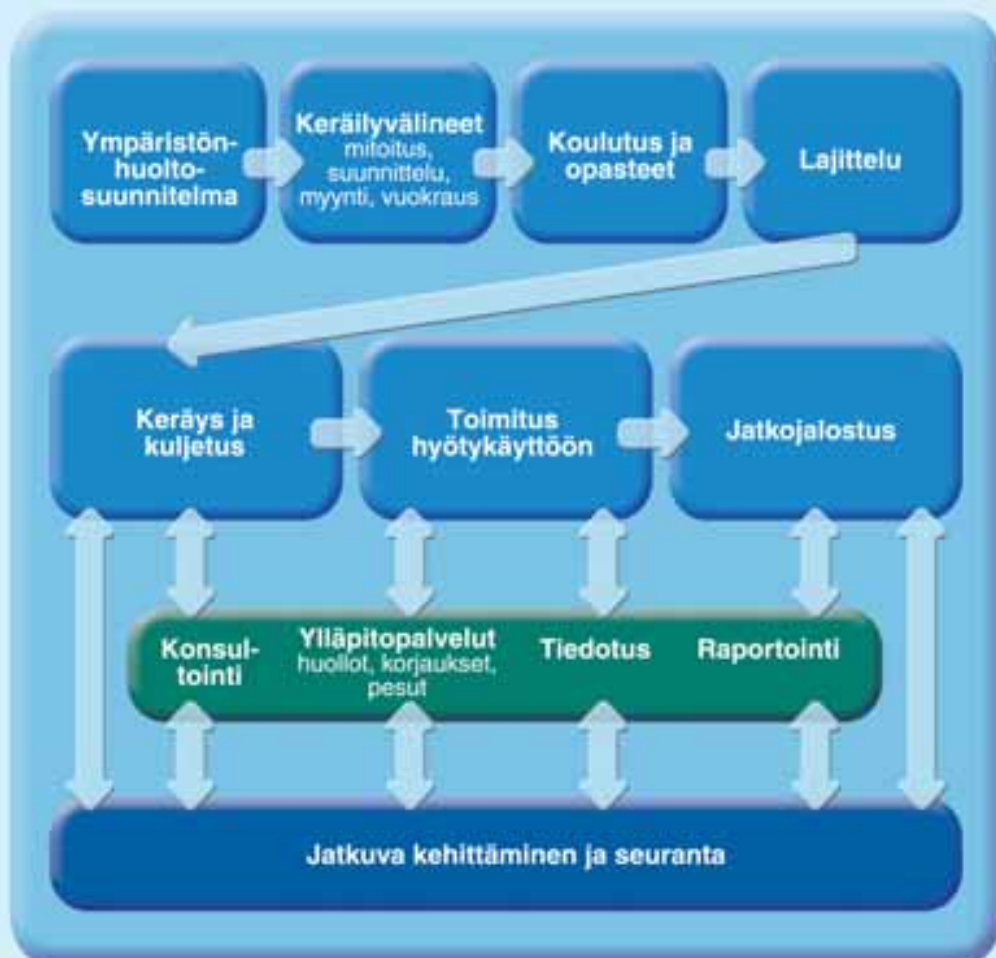 Ympäristön-
huolto-
suunnitelma
Keräilyvälineet
mitoitus,
suunnittelu,
myynti, vuokraus
Koulutus ja
opasteet
Lajittelu
Keräys ja
kuljetus
Toimitus
hyötykäyttöön
Jatkojalostus
Konsul-
tointi
Ylläpitopalvelut
huollot, korjaukset,
pesut
Tiedotus
Raportointi
Jatkuva kehittäminen ja seuranta